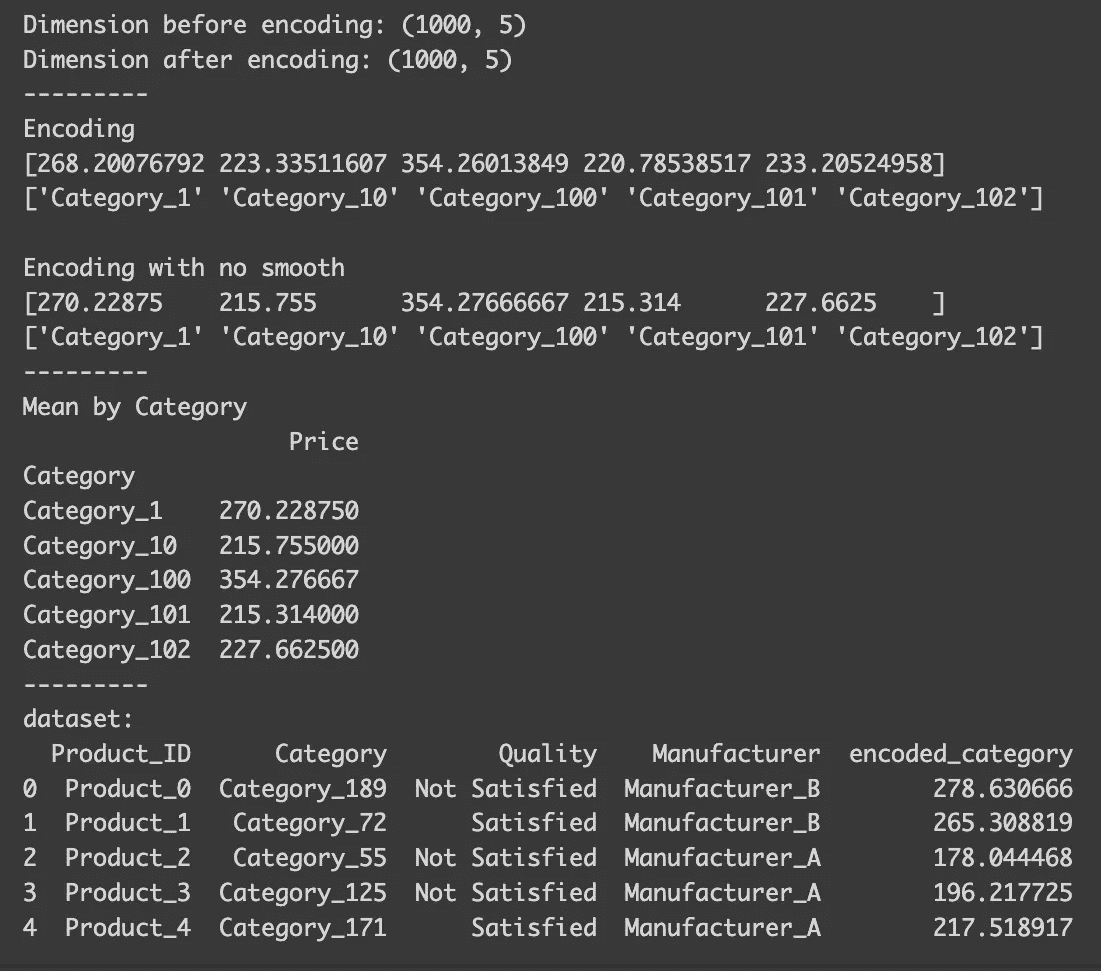 Dimension before encoding: (1000, 5)
Dimension after encoding: (1000, 5)
---------
Encoding
[268.20076792 223.33511607 354.26013849 220.78538517 233.20524958]
['Category_1' 'Category_10' 'Category_100' 'Category_101' 'Category_102']

Encoding with no smooth
[270.22875    215.755      354.27666667 215.314      227.6625    ]
['Category_1' 'Category_10' 'Category_100' 'Category_101' 'Category_102']
---------
Mean by Category
                   Price
Category
Category_1    270.228750
Category_10   215.755000
Category_100  354.276667
Category_101  215.314000
Category_102  227.662500
---------
dataset:
  Product_ID      Category        Quality    Manufacturer  encoded_category
0  Product_0  Category_189  Not Satisfied  Manufacturer_B        278.630666
1  Product_1   Category_72      Satisfied  Manufacturer_B        265.308819
2  Product_2   Category_55  Not Satisfied  Manufacturer_A        178.044468
3  Product_3  Category_125  Not Satisfied  Manufacturer_A        196.217725
4  Product_4  Category_171      Satisfied  Manufacturer_A        217.518917